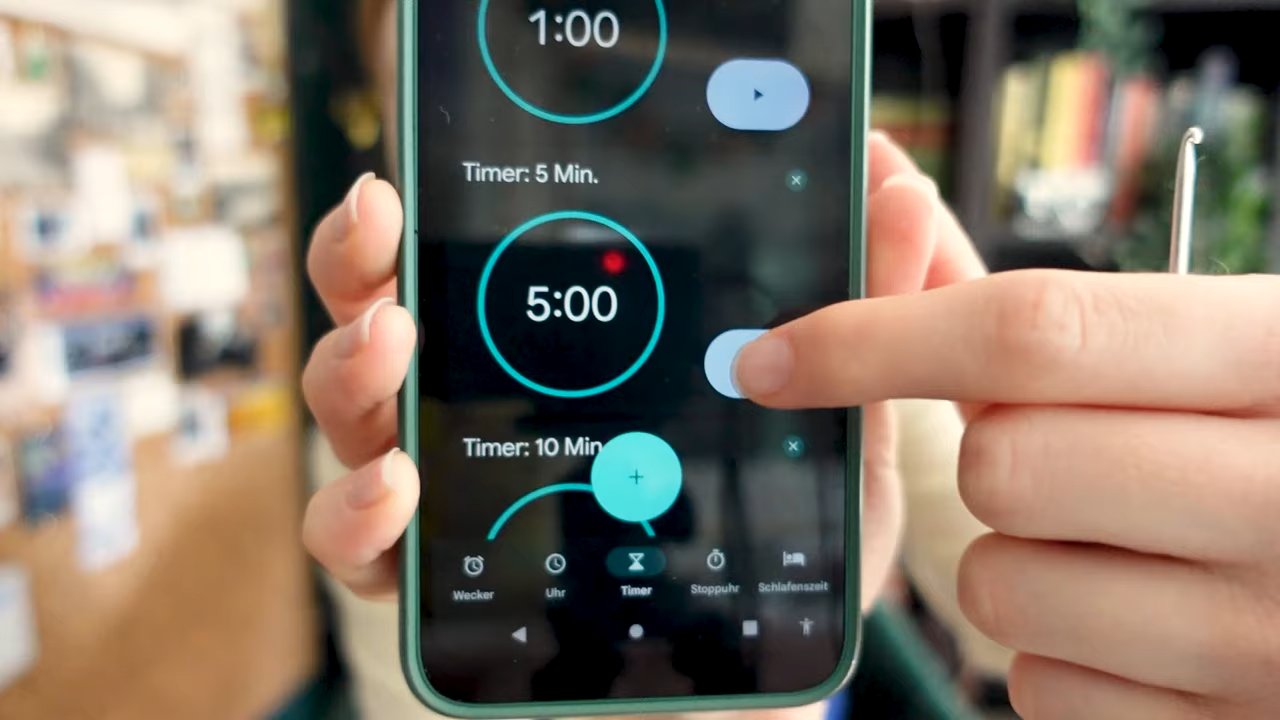 1:00
Timer: 5 Min.
5:00
Timer: 10 Min
Wecker
Uhr
Timer
Stoppuhr
Schlafenszeit